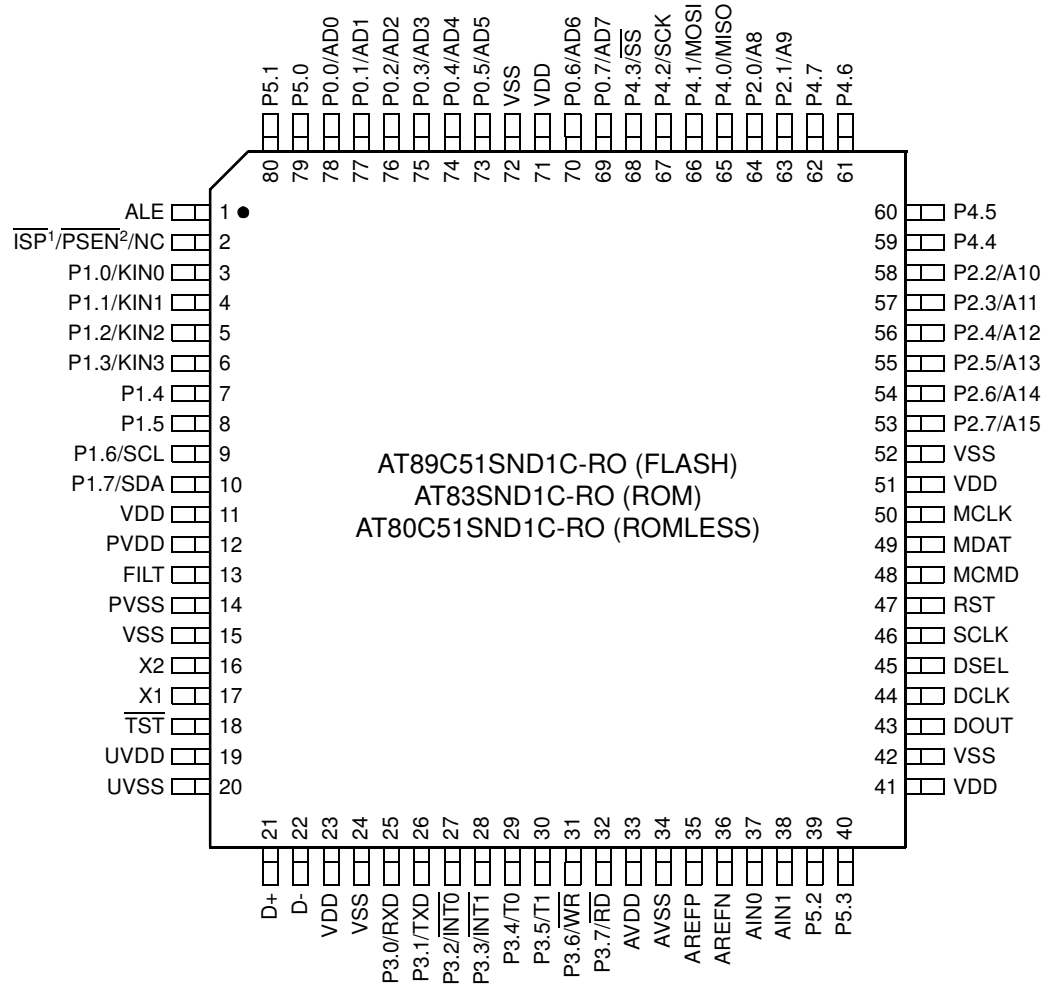 P5.1
P5.0
P0.0/AD0
P0.1/AD1
P0.2/AD2
P0.3/AD3
P0.4/AD4
P0.5/AD5
VSS
VDD
P0.6/AD6
P0.7/AD7
P4.3/SS
P4.2/SCK
P4.1/MOSI
P4.0/MISO
P2.0/A8
P2.1/A9
P4.7
P4.6
80
79
78
77
76
75
74
73
72
71
70
69
68
67
66
65
64
63
62
61
ALE 1
ISP¹/PSEN²/NC 2
P1.0/KIN0 3
P1.1/KIN1 4
P1.2/KIN2 5
P1.3/KIN3 6
P1.4 7
P1.5 8
P1.6/SCL 9
P1.7/SDA 10
VDD 11
PVDD 12
FILT 13
PVSS 14
VSS 15
X2 16
X1 17
TST 18
UVDD 19
UVSS 20
AT89C51SND1C-RO (FLASH)
AT83SND1C-RO (ROM)
AT80C51SND1C-RO (ROMLESS)
60 P4.5
59 P4.4
58 P2.2/A10
57 P2.3/A11
56 P2.4/A12
55 P2.5/A13
54 P2.6/A14
53 P2.7/A15
52 VSS
51 VDD
50 MCLK
49 MDAT
48 MCMD
47 RST
46 SCLK
45 DSEL
44 DCLK
43 DOUT
42 VSS
41 VDD
21
22
23
24
25
26
27
28
29
30
31
32
33
34
35
36
37
38
39
40
D+
D-
VDD
VSS
P3.0/RXD
P3.1/TXD
P3.2/INT0
P3.3/INT1
P3.4/T0
P3.5/T1
P3.6/WR
P3.7/RD
AVDD
AVSS
AREFP
AREFN
AIN0
AIN1
P5.2
P5.3